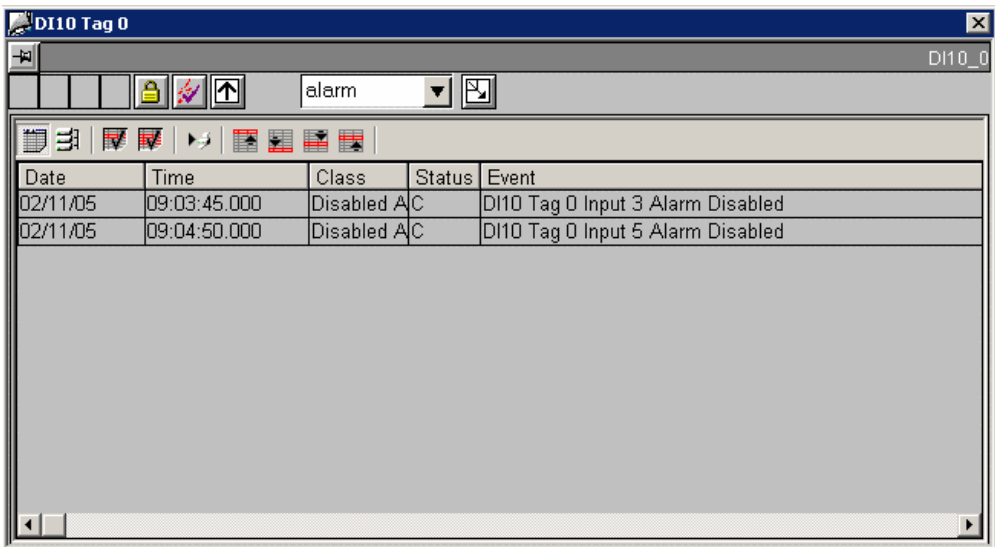 DI10 Tag 0
DI10_0
alarm
Date Time Class Status Event
02/11/05 09:03:45.000 Disabled A C DI10 Tag 0 Input 3 Alarm Disabled
02/11/05 09:04:50.000 Disabled A C DI10 Tag 0 Input 5 Alarm Disabled